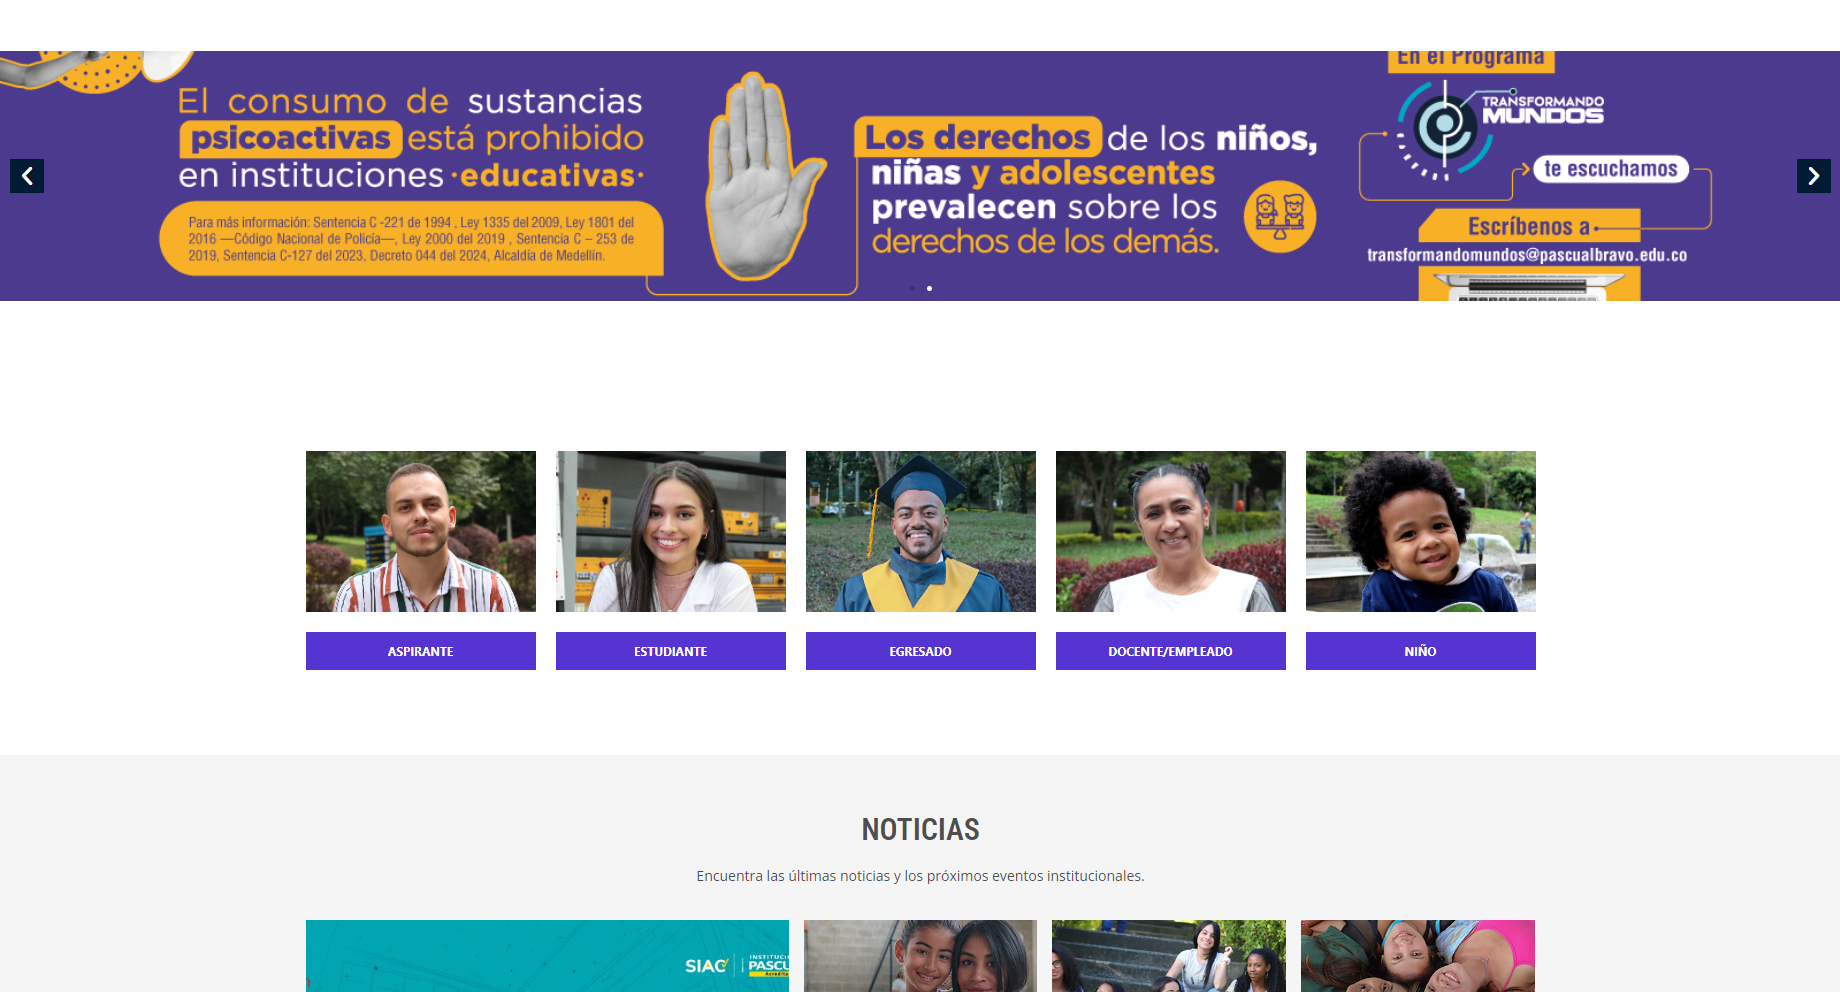 El consumo de sustancias
psicoactivas está prohibido
en instituciones ·educativas·
Para más información: Sentencia C -221 de 1994 , Ley 1335 del 2009, Ley 1801 del
2016 —Código Nacional de Policía—, Ley 2000 del 2019 , Sentencia C – 253 de
2019, Sentencia C-127 del 2023, Decreto 044 del 2024, Alcaldía de Medellín.
Los derechos de los niños,
niñas y adolescentes
prevalecen sobre los
derechos de los demás.
En el Programa
TRANSFORMANDO
MUNDOS
te escuchamos
Escríbenos a
transformandomundos@pascualbravo.edu.co
ASPIRANTE
ESTUDIANTE
EGRESADO
DOCENTE/EMPLEADO
NIÑO
NOTICIAS
Encuentra las últimas noticias y los próximos eventos institucionales.
SIAC
INSTITUCI
PASCU
Acredita